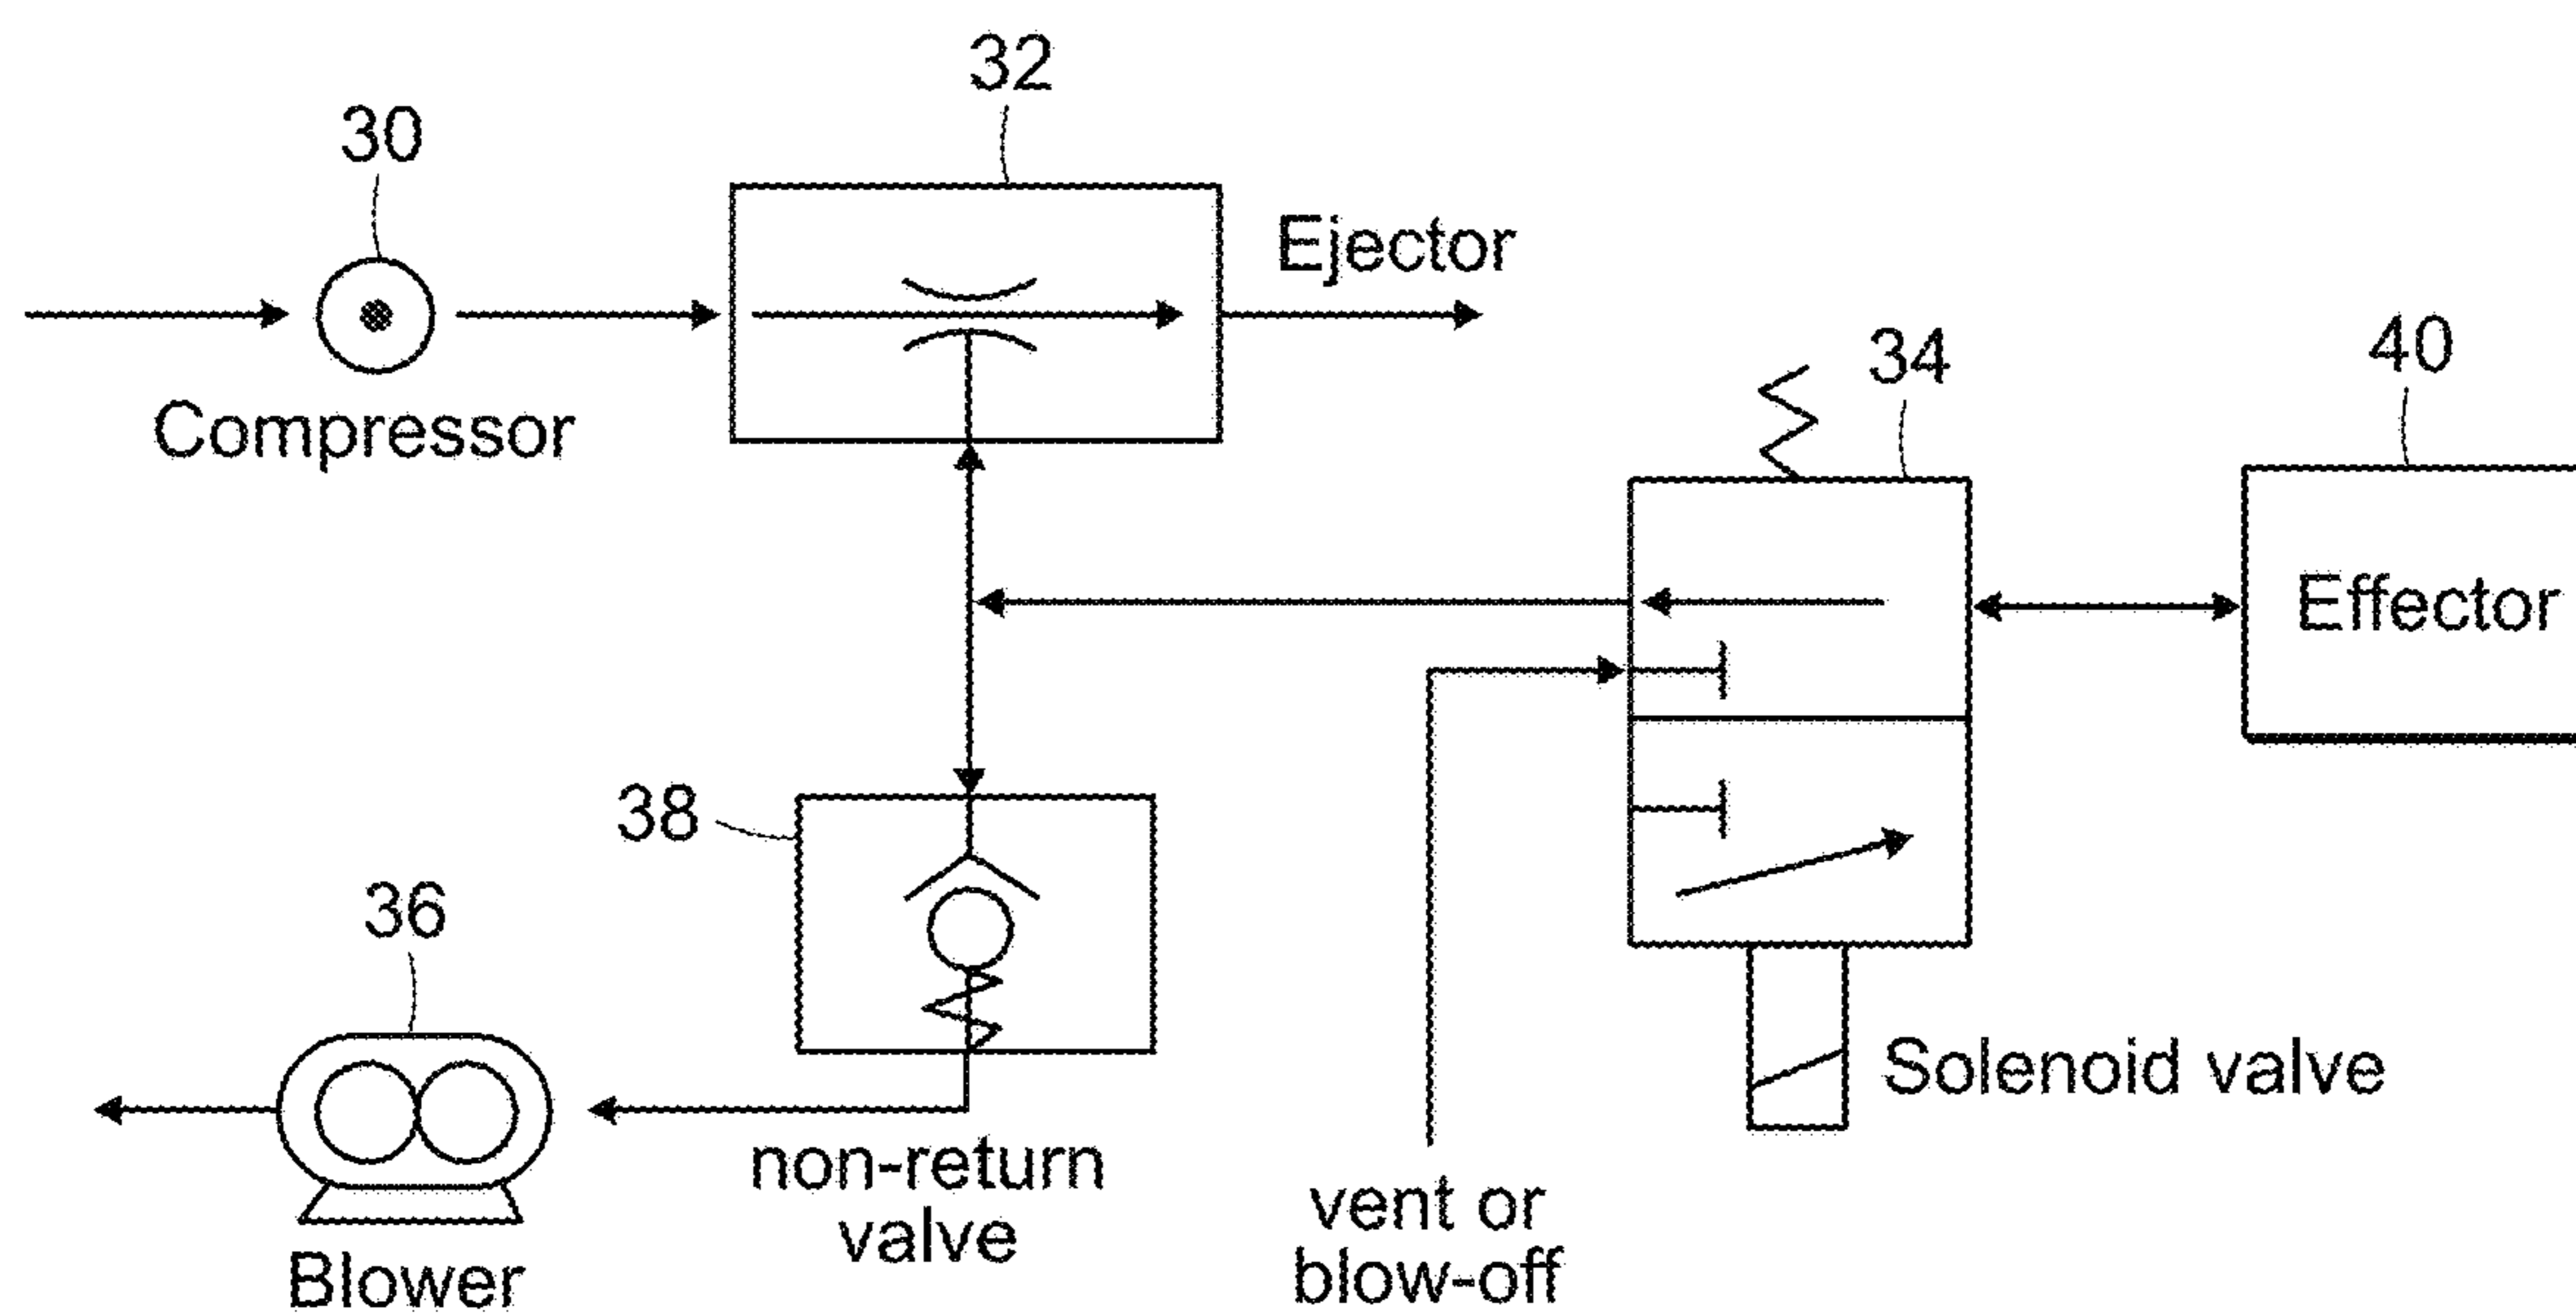 32
30
Ejector
Compressor
34
40
Effector
38
36
Solenoid valve
non-return
valve
vent or
blow-off
Blower